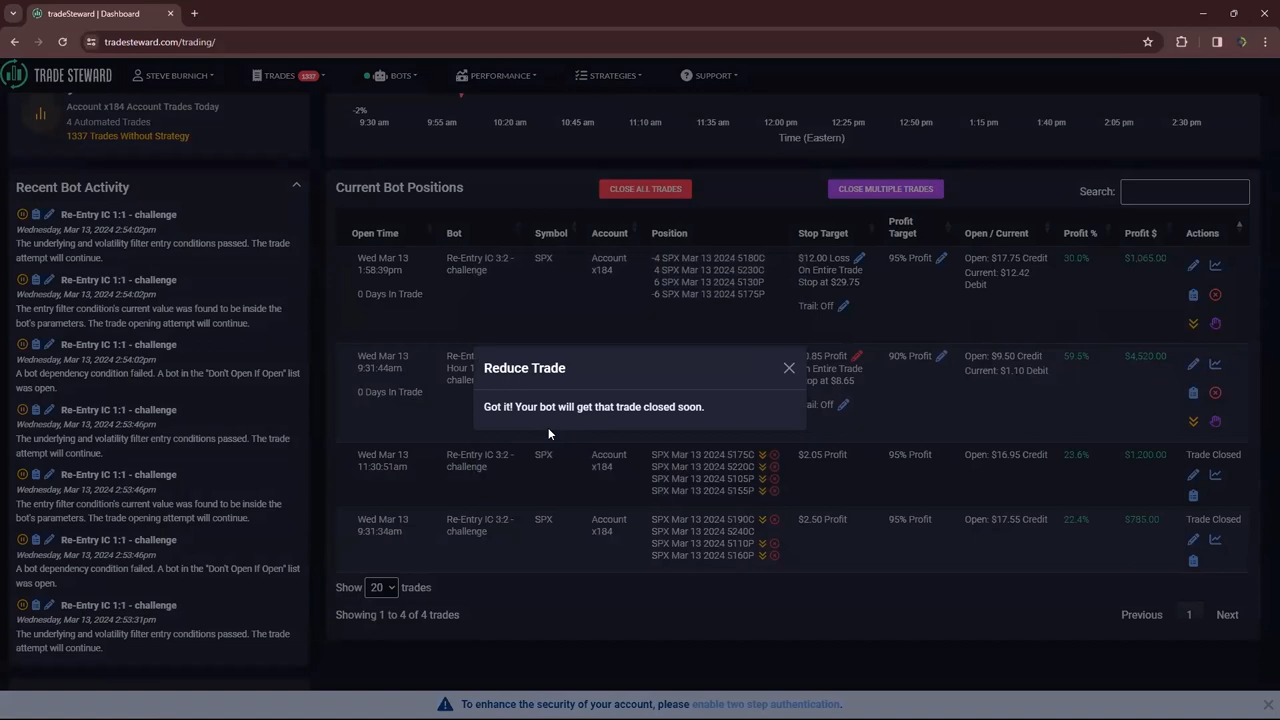 tradeSteward | Dashboard
tradesteward.com/trading/
TRADE STEWARD
STEVE BURNICH
TRADES 1337
BOTS
PERFORMANCE
STRATEGIES
SUPPORT
Account x184 Account Trades Today
4 Automated Trades
1337 Trades Without Strategy
-2%
9:30 am 9:55 am 10:20 am 10:45 am 11:10 am 11:35 am 12:00 pm 12:25 pm 12:50 pm 1:15 pm 1:40 pm 2:05 pm 2:30 pm
Time (Eastern)
Recent Bot Activity
Re-Entry IC 1:1 - challenge
Wednesday, Mar 13, 2024 2:54:02pm
The underlying and volatility filter entry conditions passed. The trade
attempt will continue.
Re-Entry IC 1:1 - challenge
Wednesday, Mar 13, 2024 2:54:02pm
The entry filter condition's current value was found to be inside the
bot's parameters. The trade opening attempt will continue.
Re-Entry IC 1:1 - challenge
Wednesday, Mar 13, 2024 2:54:02pm
A bot dependency condition failed. A bot in the "Don't Open If Open" list
was open.
Re-Entry IC 1:1 - challenge
Wednesday, Mar 13, 2024 2:53:46pm
The underlying and volatility filter entry conditions passed. The trade
attempt will continue.
Re-Entry IC 1:1 - challenge
Wednesday, Mar 13, 2024 2:53:46pm
The entry filter condition's current value was found to be inside the
bot's parameters. The trade opening attempt will continue.
Re-Entry IC 1:1 - challenge
Wednesday, Mar 13, 2024 2:53:46pm
A bot dependency condition failed. A bot in the "Don't Open If Open" list
was open.
Re-Entry IC 1:1 - challenge
Wednesday, Mar 13, 2024 2:53:31pm
The underlying and volatility filter entry conditions passed. The trade
attempt will continue.
Current Bot Positions
CLOSE ALL TRADES
CLOSE MULTIPLE TRADES
Search:
Open Time Bot Symbol Account Position Stop Target Profit Target Open / Current Profit % Profit $ Actions
Wed Mar 13 Re-Entry IC 3:2 - SPX Account -4 SPX Mar 13 2024 5180C $12.00 Loss 95% Profit Open: $17.75 Credit 30.0% $1,065.00
1:58:39pm challenge x184 4 SPX Mar 13 2024 5230C On Entire Trade Current: $12.42
6 SPX Mar 13 2024 5130P Stop at $29.75 Debit
0 Days In Trade -6 SPX Mar 13 2024 5175P
Trail: Off
Wed Mar 13 Re-Ent 0.85 Profit 90% Profit Open: $9.50 Credit 59.5% $4,520.00
9:31:44am Hour 1 n Entire Trade Current: $1.10 Debit
challe op at $8.65
0 Days In Trade
ail: Off
Reduce Trade
Got it! Your bot will get that trade closed soon.
Wed Mar 13 Re-Entry IC 3:2 - SPX Account SPX Mar 13 2024 5175C $2.05 Profit 95% Profit Open: $16.95 Credit 23.6% $1,200.00 Trade Closed
11:30:51am challenge x184 SPX Mar 13 2024 5220C
SPX Mar 13 2024 5105P
SPX Mar 13 2024 5155P
Wed Mar 13 Re-Entry IC 3:2 - SPX Account SPX Mar 13 2024 5190C $2.50 Profit 95% Profit Open: $17.55 Credit 22.4% $785.00 Trade Closed
9:31:34am challenge x184 SPX Mar 13 2024 5240C
SPX Mar 13 2024 5110P
SPX Mar 13 2024 5160P
Show 20 trades
Showing 1 to 4 of 4 trades
Previous 1 Next
To enhance the security of your account, please enable two step authentication.